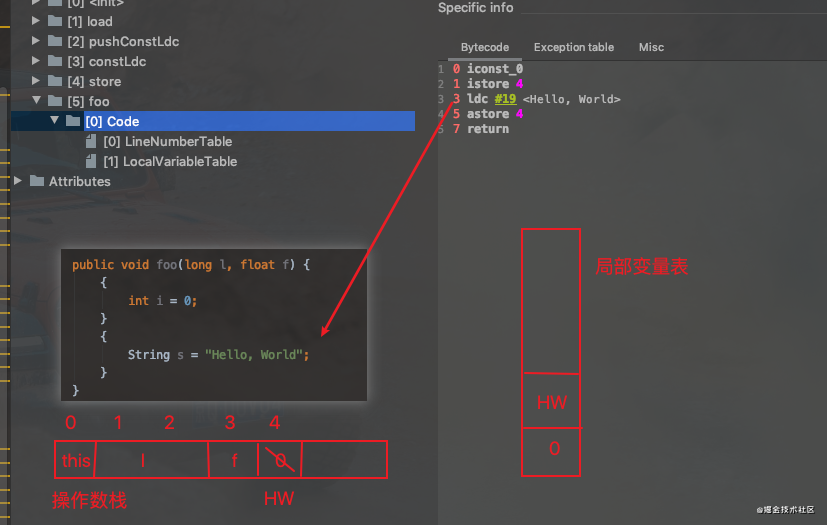 [0] <init>
[1] load
[2] pushConstLdc
[3] constLdc
[4] store
[5] foo
[0] Code
[0] LineNumberTable
[1] LocalVariableTable
Attributes
Specific info
Bytecode Exception table Misc
1 0 iconst_0
2 1 istore 4
3 3 ldc #19 <Hello, World>
4 5 astore 4
5 7 return
public void foo(long l, float f) {
{
int i = 0;
}
{
String s = "Hello, World";
}
}
0 1 2 3 4
this l f 0
操作数栈 HW
局部变量表
HW
0
@掘金技术社区